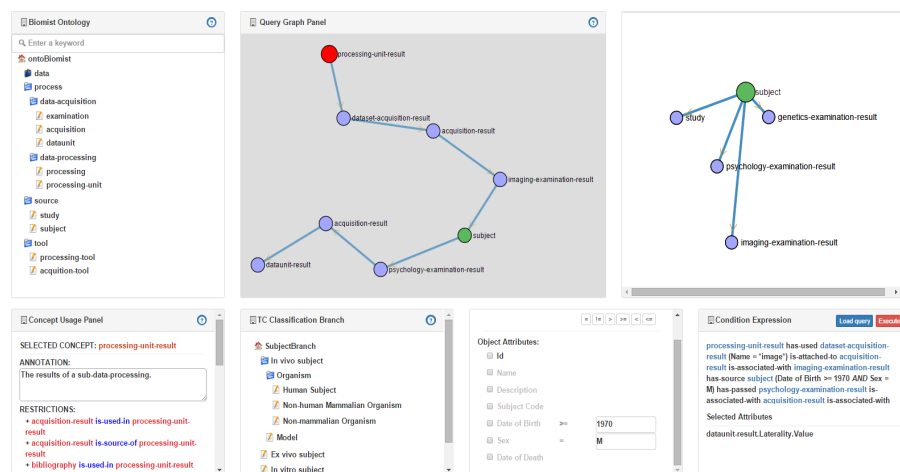 Biomist Ontology
Enter a keyword
ontoBiomist
data
process
data-acquisition
examination
acquisition
dataunit
data-processing
processing
processing-unit
source
study
subject
tool
processing-tool
acquition-tool
Query Graph Panel
processing-unit-result
dataset-acquisition-result
acquisition-result
imaging-examination-result
acquisition-result
subject
dataunit-result
psychology-examination-result
subject
study
genetics-examination-result
psychology-examination-result
imaging-examination-result
Concept Usage Panel
SELECTED CONCEPT: processing-unit-result
ANNOTATION:
The results of a sub-data-processing.
RESTRICTIONS:
+ acquisition-result is-used-in processing-unit-
result
+ acquisition-result is-source-of processing-unit-
result
+ bibliography is-used-in processing-unit-result
TC Classification Branch
SubjectBranch
In vivo subject
Organism
Human Subject
Non-human Mammalian Organism
Non-mammalian Organism
Model
Ex vivo subject
In vitro subject
= != > >= < <=
Object Attributes:
Id
Name
Description
Subject Code
Date of Birth >= 1970
Sex = M
Date of Death
Condition Expression Load query Execute
processing-unit-result has-used dataset-acquisition-
result (Name = "image") is-attached-to acquisition-
result is-associated-with imaging-examination-result
has-source subject (Date of Birth >= 1970 AND Sex =
M) has-passed psychology-examination-result is-
associated-with acquisition-result is-associated-with
Selected Attributes
dataunit-result.Laterality.Value